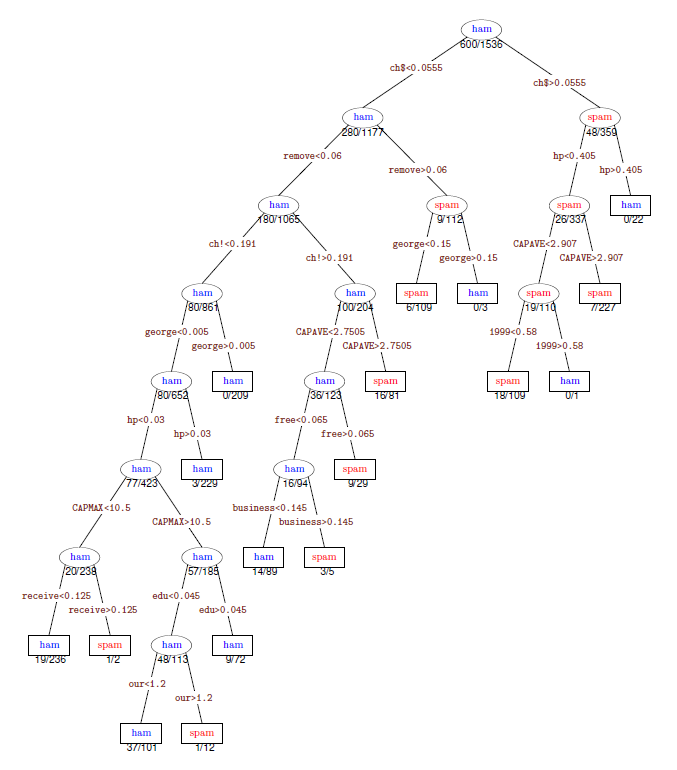 ham
600/1536
ch$<0.0555
ch$>0.0555
ham
280/1177
spam
48/359
remove<0.06
remove>0.06
hp<0.405
hp>0.405
ham
180/1065
spam
9/112
spam
26/337
ham
0/22
ch!<0.191
ch!>0.191
george<0.15
george>0.15
CAPAVE<2.907
CAPAVE>2.907
ham
80/861
ham
100/204
spam
6/109
ham
0/3
spam
19/110
spam
7/227
george<0.005
george>0.005
CAPAVE<2.7505
CAPAVE>2.7505
1999<0.58
1999>0.58
ham
80/652
ham
0/209
ham
36/123
spam
16/81
spam
18/109
ham
0/1
hp<0.03
hp>0.03
free<0.065
free>0.065
ham
77/423
ham
3/229
ham
16/94
spam
9/29
CAPMAX<10.5
CAPMAX>10.5
business<0.145
business>0.145
ham
20/238
ham
57/185
ham
14/89
spam
3/5
receive<0.125
receive>0.125
edu<0.045
edu>0.045
ham
19/236
spam
1/2
ham
48/113
ham
9/72
our<1.2
our>1.2
ham
37/101
spam
1/12